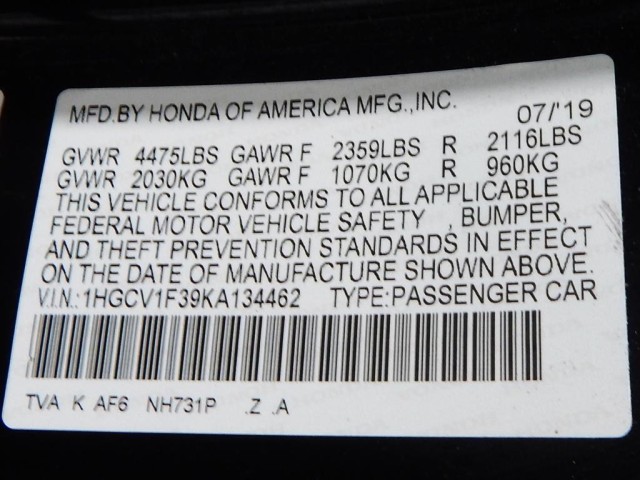 MFD.BY HONDA OF AMERICA MFG.,INC. 07/'19
GVWR 4475LBS GAWR F 2359LBS R 2116LBS
GVWR 2030KG GAWR F 1070KG R 960KG
THIS VEHICLE CONFORMS TO ALL APPLICABLE
FEDERAL MOTOR VEHICLE SAFETY , BUMPER,
AND THEFT PREVENTION STANDARDS IN EFFECT
ON THE DATE OF MANUFACTURE SHOWN ABOVE.
V.I.N.:1HGCV1F39KA134462 TYPE:PASSENGER CAR
TVA K AF6 NH731P .Z .A